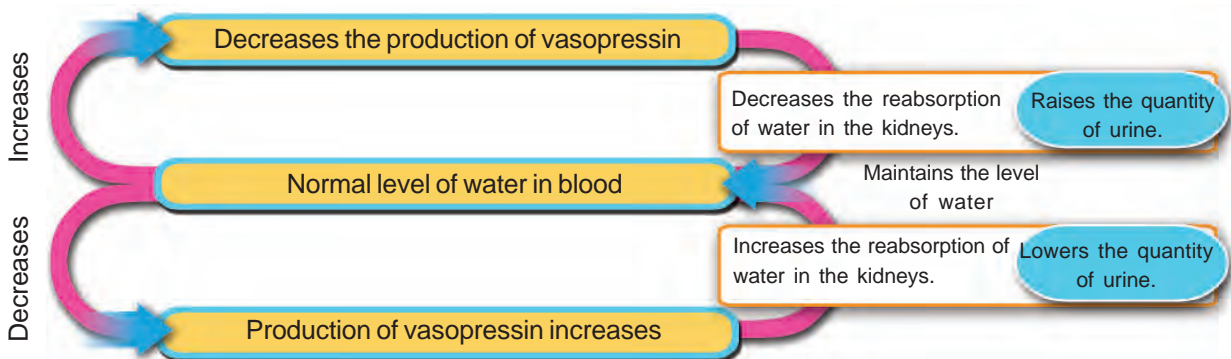 Increases
Decreases the production of vasopressin
Decreases the reabsorption
of water in the kidneys.
Raises the quantity
of urine.
Normal level of water in blood
Maintains the level
of water
Decreases
Increases the reabsorption of
water in the kidneys.
Lowers the quantity
of urine.
Production of vasopressin increases